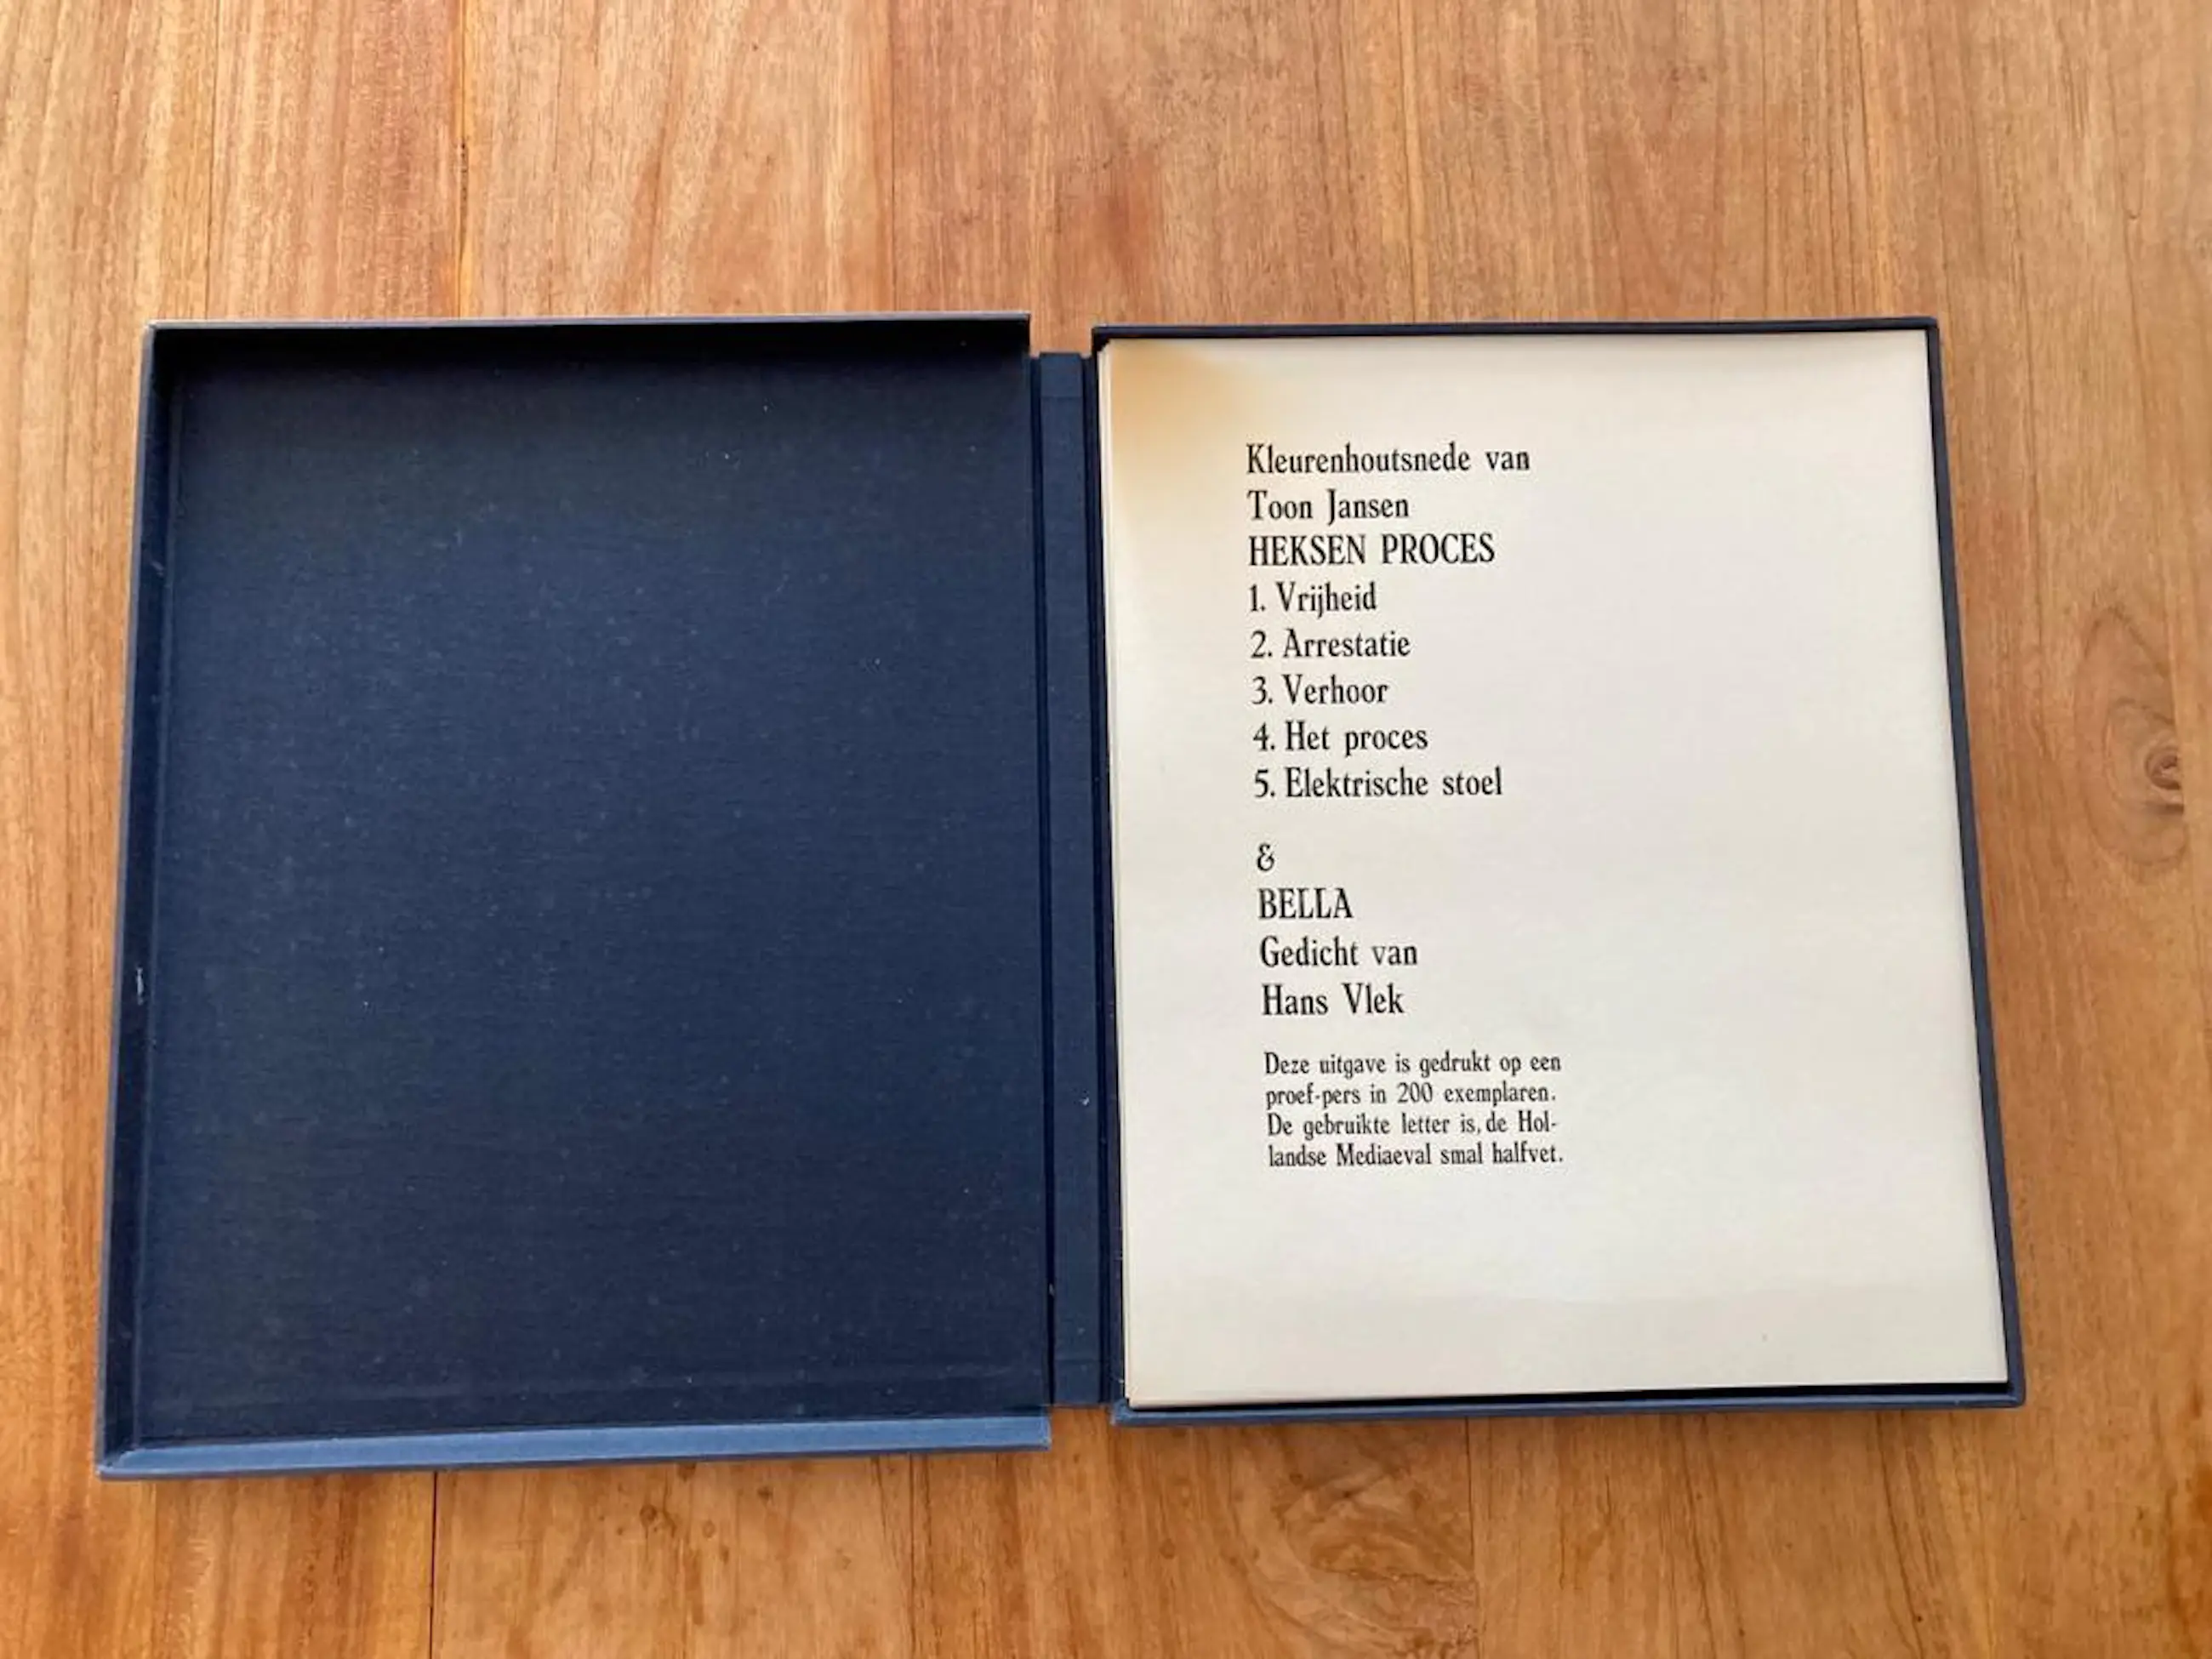 Kleurenhoutsnede van
Toon Jansen
HEKSEN PROCES
1. Vrijheid
2. Arrestatie
3. Verhoor
4. Het proces
5. Elektrische stoel
&
BELLA
Gedicht van
Hans Vlek
Deze uitgave is gedrukt op een
proef-pers in 200 exemplaren.
De gebruikte letter is, de Hol-
landse Mediaeval smal halfvet.